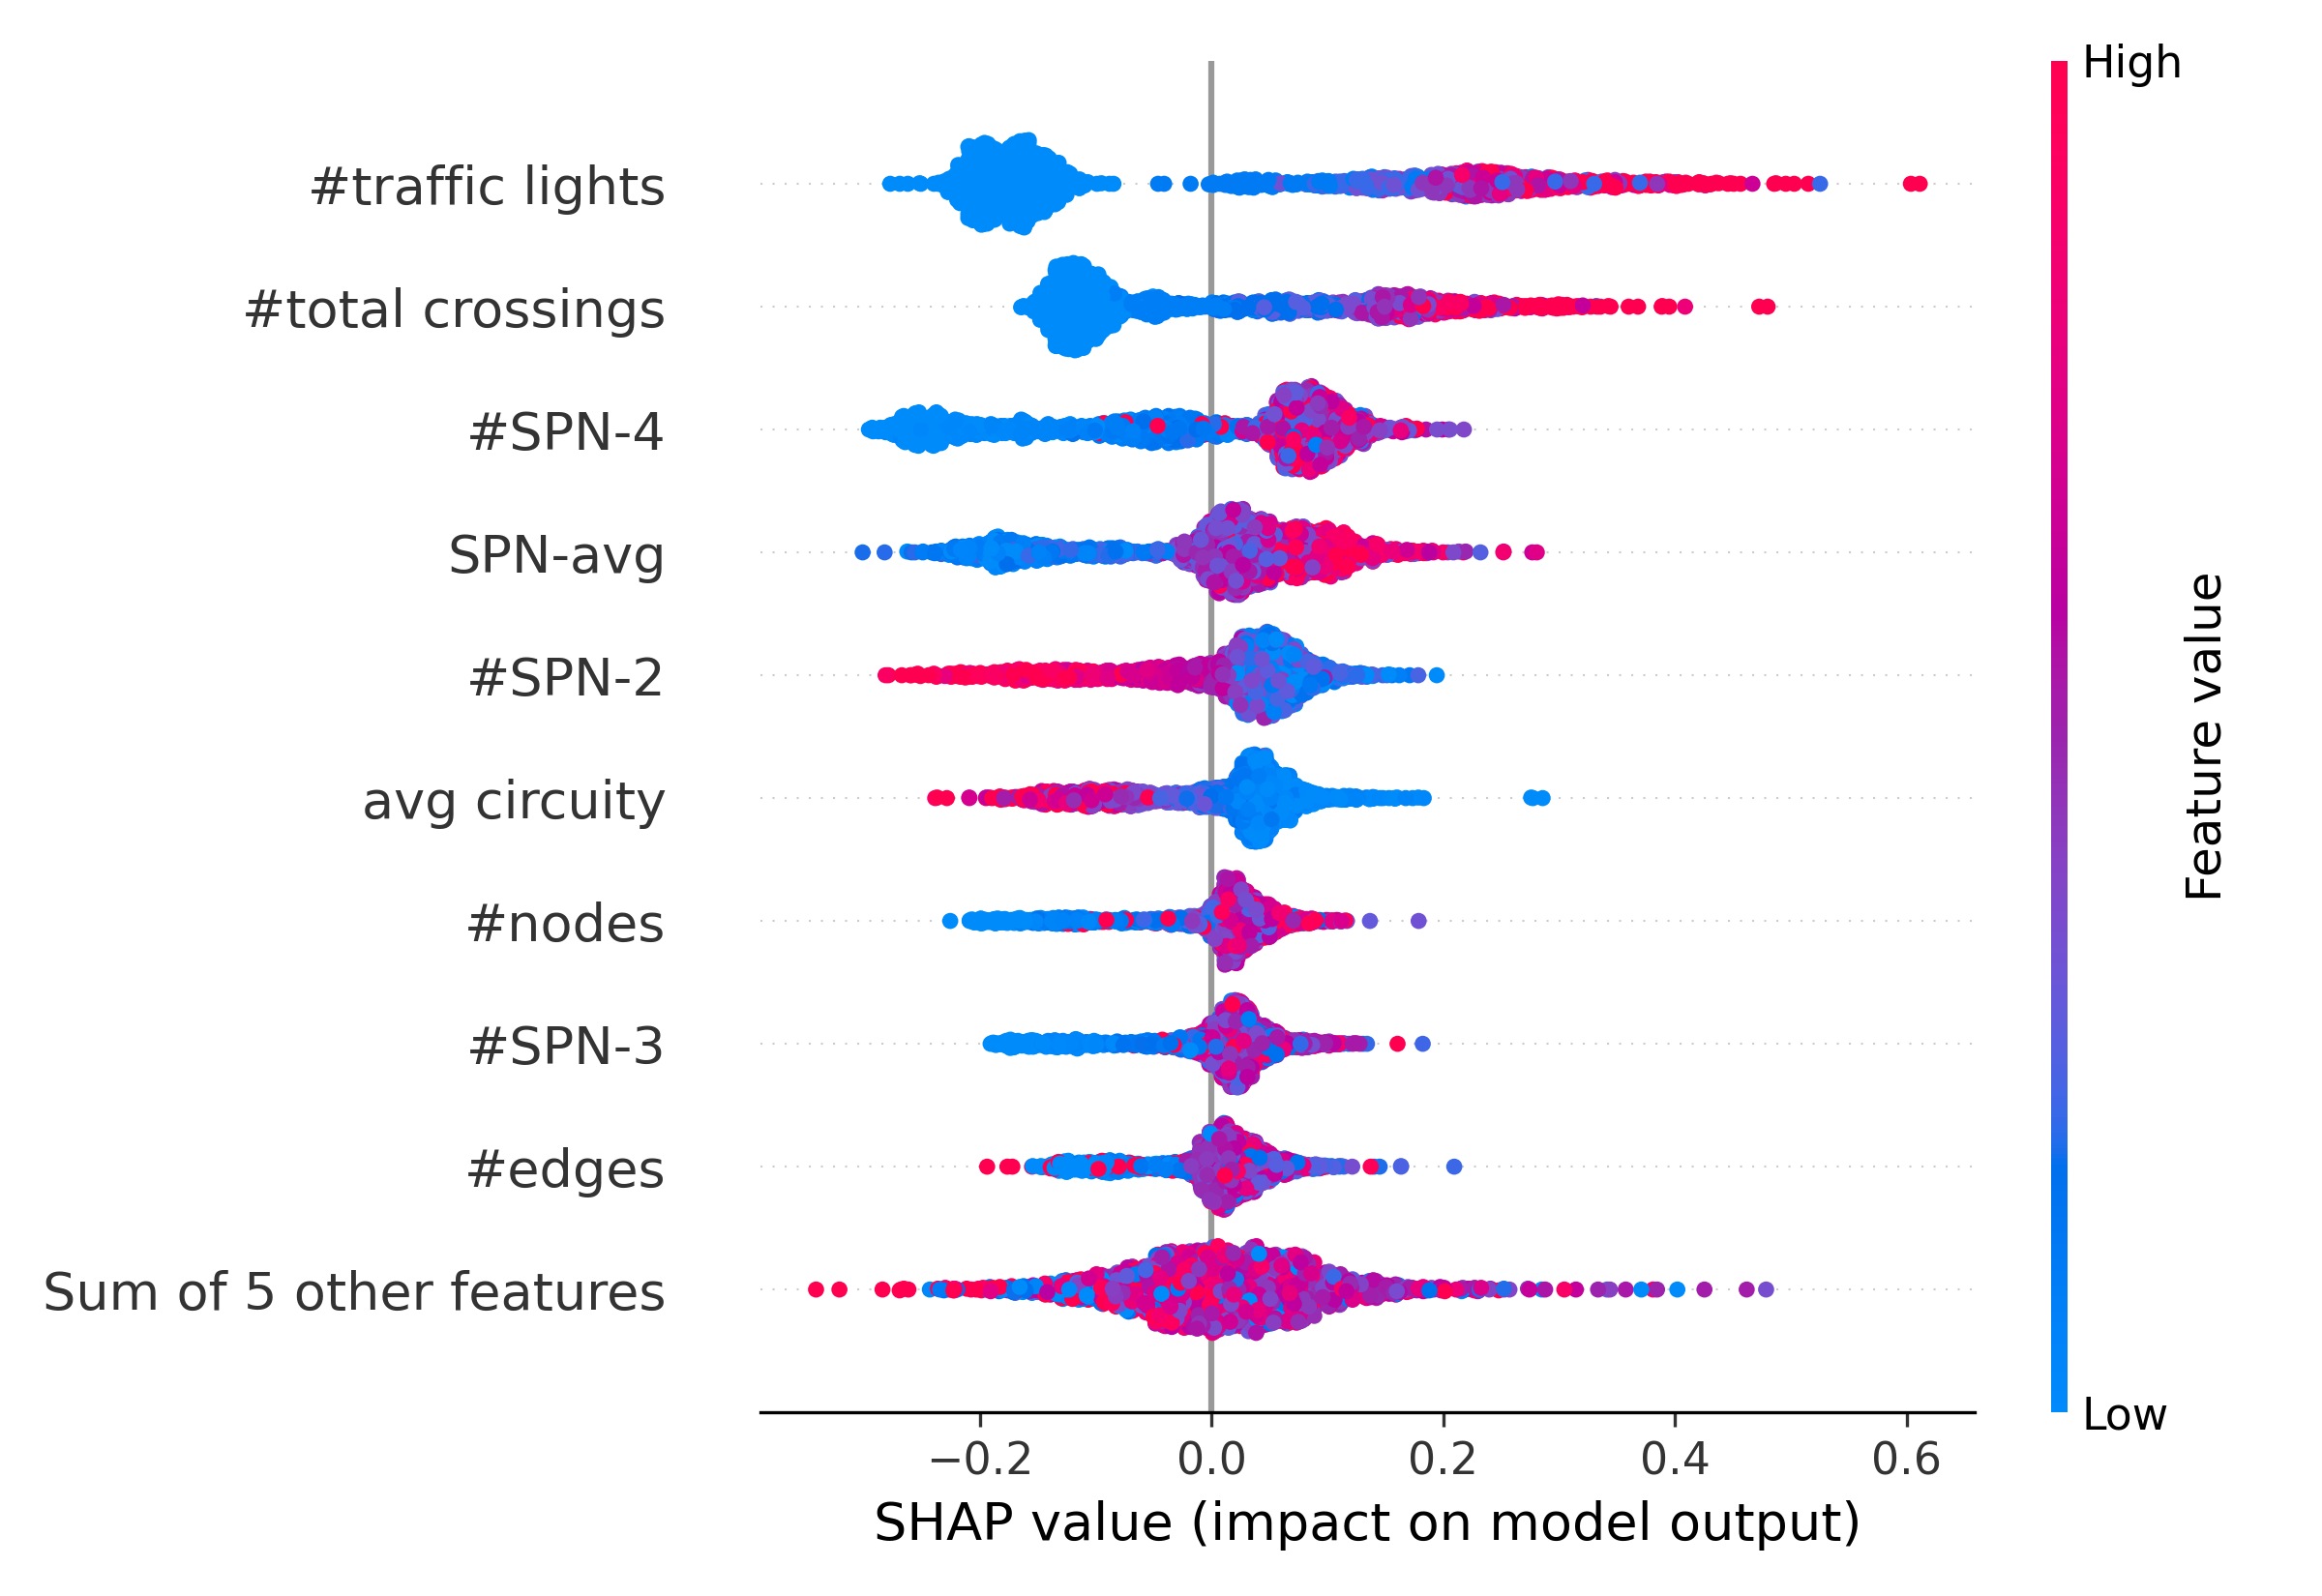 High
#traffic lights
#total crossings
#SPN-4
SPN-avg
#SPN-2
avg circuity
#nodes
#SPN-3
#edges
Sum of 5 other features
Feature value
Low
−0.2 0.0 0.2 0.4 0.6
SHAP value (impact on model output)